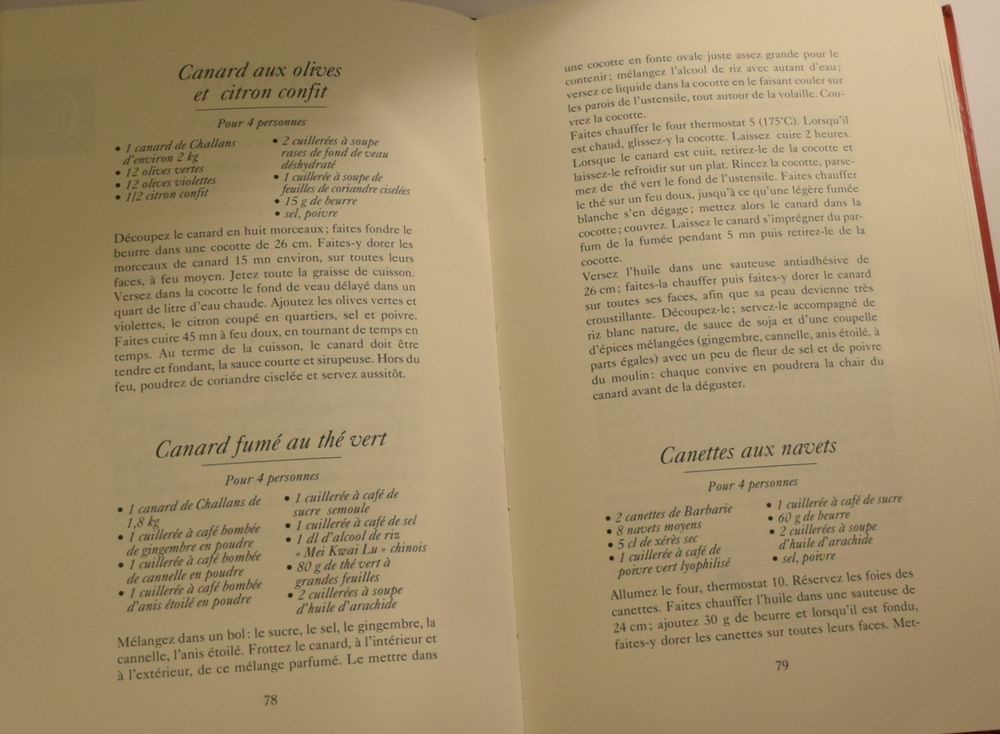 Canard aux olives
et citron confit
Pour 4 personnes
• 1 canard de Challans
d'environ 2 kg
• 12 olives vertes
• 12 olives violettes
• 1/2 citron confit
• 2 cuillerées à soupe
rases de fond de veau
déshydraté
• 1 cuillerée à soupe de
feuilles de coriandre ciselées
• 15 g de beurre
• sel, poivre
Découpez le canard en huit morceaux; faites fondre le
beurre dans une cocotte de 26 cm. Faites-y dorer les
morceaux de canard 15 mn environ, sur toutes leurs
faces, à feu moyen. Jetez toute la graisse de cuisson.
Versez dans la cocotte le fond de veau délayé dans un
quart de litre d'eau chaude. Ajoutez les olives vertes et
violettes, le citron coupé en quartiers, sel et poivre.
Faites cuire 45 mn à feu doux, en tournant de temps en
temps. Au terme de la cuisson, le canard doit être
tendre et fondant, la sauce courte et sirupeuse. Hors du
feu, poudrez de coriandre ciselée et servez aussitôt.
Canard fumé au thé vert
Pour 4 personnes
• 1 canard de Challans de
1,8 kg
• 1 cuillerée à café bombée
de gingembre en poudre
• 1 cuillerée à café bombée
de cannelle en poudre
• 1 cuillerée à café bombée
d'anis étoilé en poudre
• 1 cuillerée à café de
sucre semoule
• 1 cuillerée à café de sel
• 1 dl d'alcool de riz
« Mei Kwai Lu » chinois
• 80 g de thé vert à
grandes feuilles
• 2 cuillerées à soupe
d'huile d'arachide
Mélangez dans un bol : le sucre, le sel, le gingembre, la
cannelle, l'anis étoilé. Frottez le canard, à l'intérieur et
à l'extérieur, de ce mélange parfumé. Le mettre dans
78
une cocotte en fonte ovale juste assez grande pour le
contenir; mélangez l'alcool de riz avec autant d'eau;
versez ce liquide dans la cocotte en le faisant couler sur
les parois de l'ustensile, tout autour de la volaille. Cou-
vrez la cocotte.
Faites chauffer le four thermostat 5 (175°C). Lorsqu'il
est chaud, glissez-y la cocotte. Laissez cuire 2 heures.
Lorsque le canard est cuit, retirez-le de la cocotte et
laissez-le refroidir sur un plat. Rincez la cocotte, parse-
mez de thé vert le fond de l'ustensile. Faites chauffer
le thé sur un feu doux, jusqu'à ce qu'une légère fumée
blanche s'en dégage; mettez alors le canard dans la
cocotte; couvrez. Laissez le canard s'imprégner du par-
fum de la fumée pendant 5 mn puis retirez-le de la
cocotte.
Versez l'huile dans une sauteuse antiadhésive de
26 cm; faites-la chauffer puis faites-y dorer le canard
sur toutes ses faces, afin que sa peau devienne très
croustillante. Découpez-le; servez-le accompagné de
riz blanc nature, de sauce de soja et d'une coupelle
d'épices mélangées (gingembre, cannelle, anis étoilé, à
parts égales) avec un peu de fleur de sel et de poivre
du moulin : chaque convive en poudrera la chair du
canard avant de la déguster.
Canettes aux navets
Pour 4 personnes
• 2 canettes de Barbarie
• 8 navets moyens
• 5 cl de xérès sec
• 1 cuillerée à café de
poivre vert lyophilisé
• 1 cuillerée à café de sucre
• 60 g de beurre
• 2 cuillerées à soupe
d'huile d'arachide
• sel, poivre
Allumez le four, thermostat 10. Réservez les foies des
canettes. Faites chauffer l'huile dans une sauteuse de
24 cm; ajoutez 30 g de beurre et lorsqu'il est fondu,
faites-y dorer les canettes sur toutes leurs faces. Met-
79